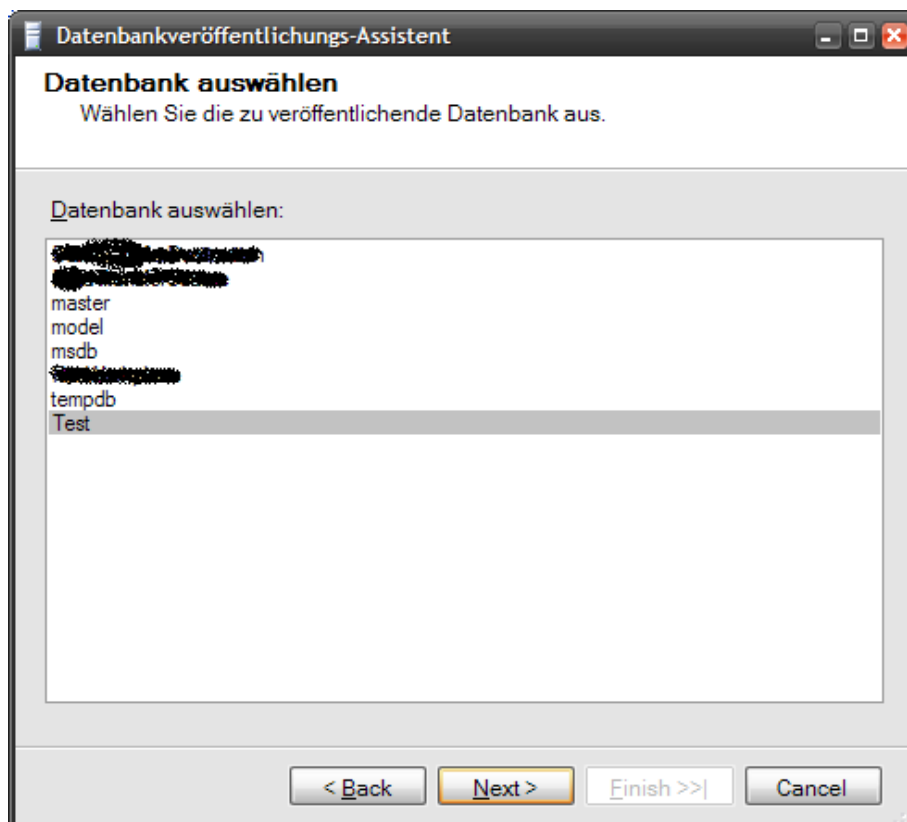 Datenbankveröffentlichungs-Assistent
Datenbank auswählen
Wählen Sie die zu veröffentlichende Datenbank aus.
Datenbank auswählen:
master
model
msdb
tempdb
Test
< Back Next > Finish >>| Cancel